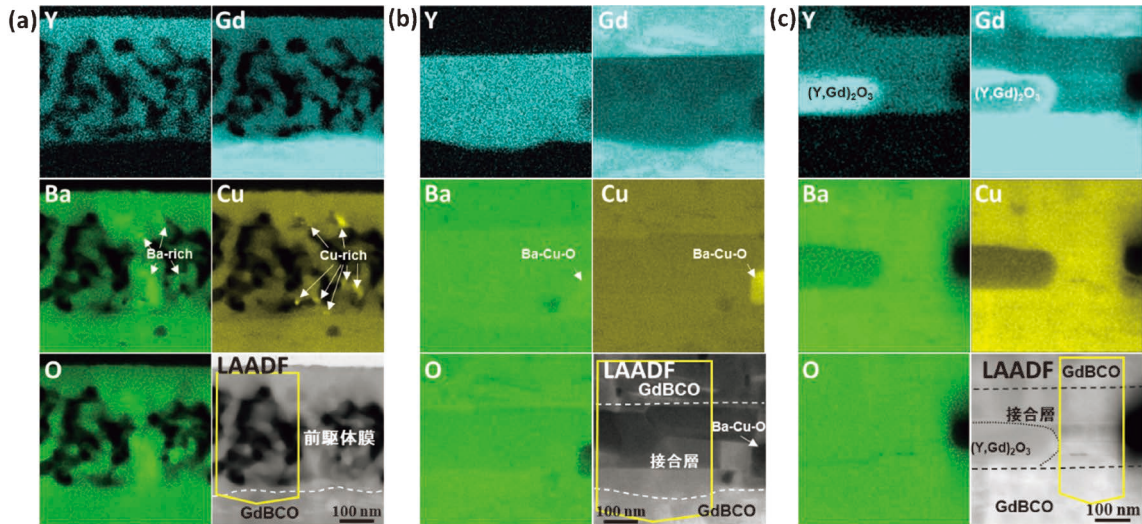 (a)
Y
Gd
Ba
Ba-rich
Cu
Cu-rich
O
LAADF
前駆体膜
GdBCO
100 nm
(b)
Y
Gd
Ba
Ba-Cu-O
Cu
Ba-Cu-O
O
LAADF
GdBCO
Ba-Cu-O
接合層
100 nm
GdBCO
(c)
Y
(Y,Gd)₂O₃
Gd
(Y,Gd)₂O₃
Ba
Cu
O
LAADF
GdBCO
接合層
(Y,Gd)₂O₃
GdBCO
100 nm